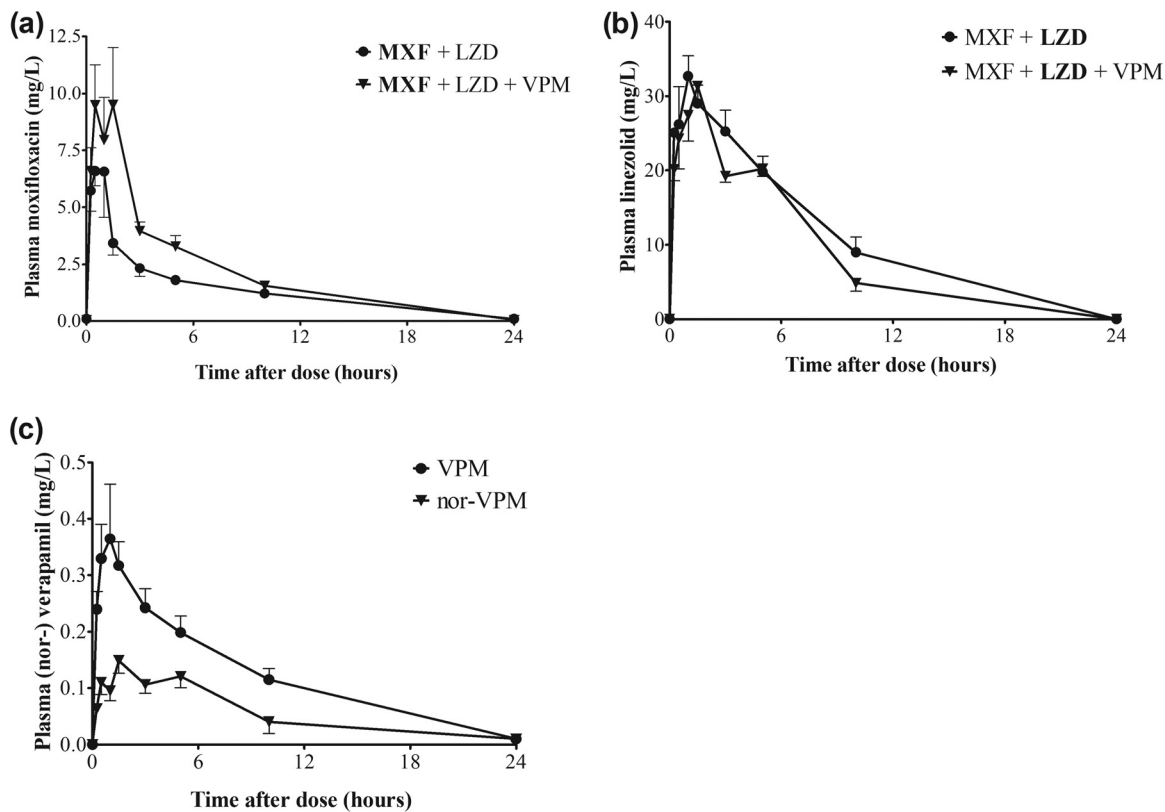 (a)
Plasma moxifloxacin (mg/L)
12.5
10.0
7.5
5.0
2.5
0.0
0
6
12
18
24
Time after dose (hours)
MXF + LZD
MXF + LZD + VPM
(b)
Plasma linezolid (mg/L)
40
30
20
10
0
0
6
12
18
24
Time after dose (hours)
MXF + LZD
MXF + LZD + VPM
(c)
Plasma (nor-) verapamil (mg/L)
0.5
0.4
0.3
0.2
0.1
0.0
0
6
12
18
24
Time after dose (hours)
VPM
nor-VPM